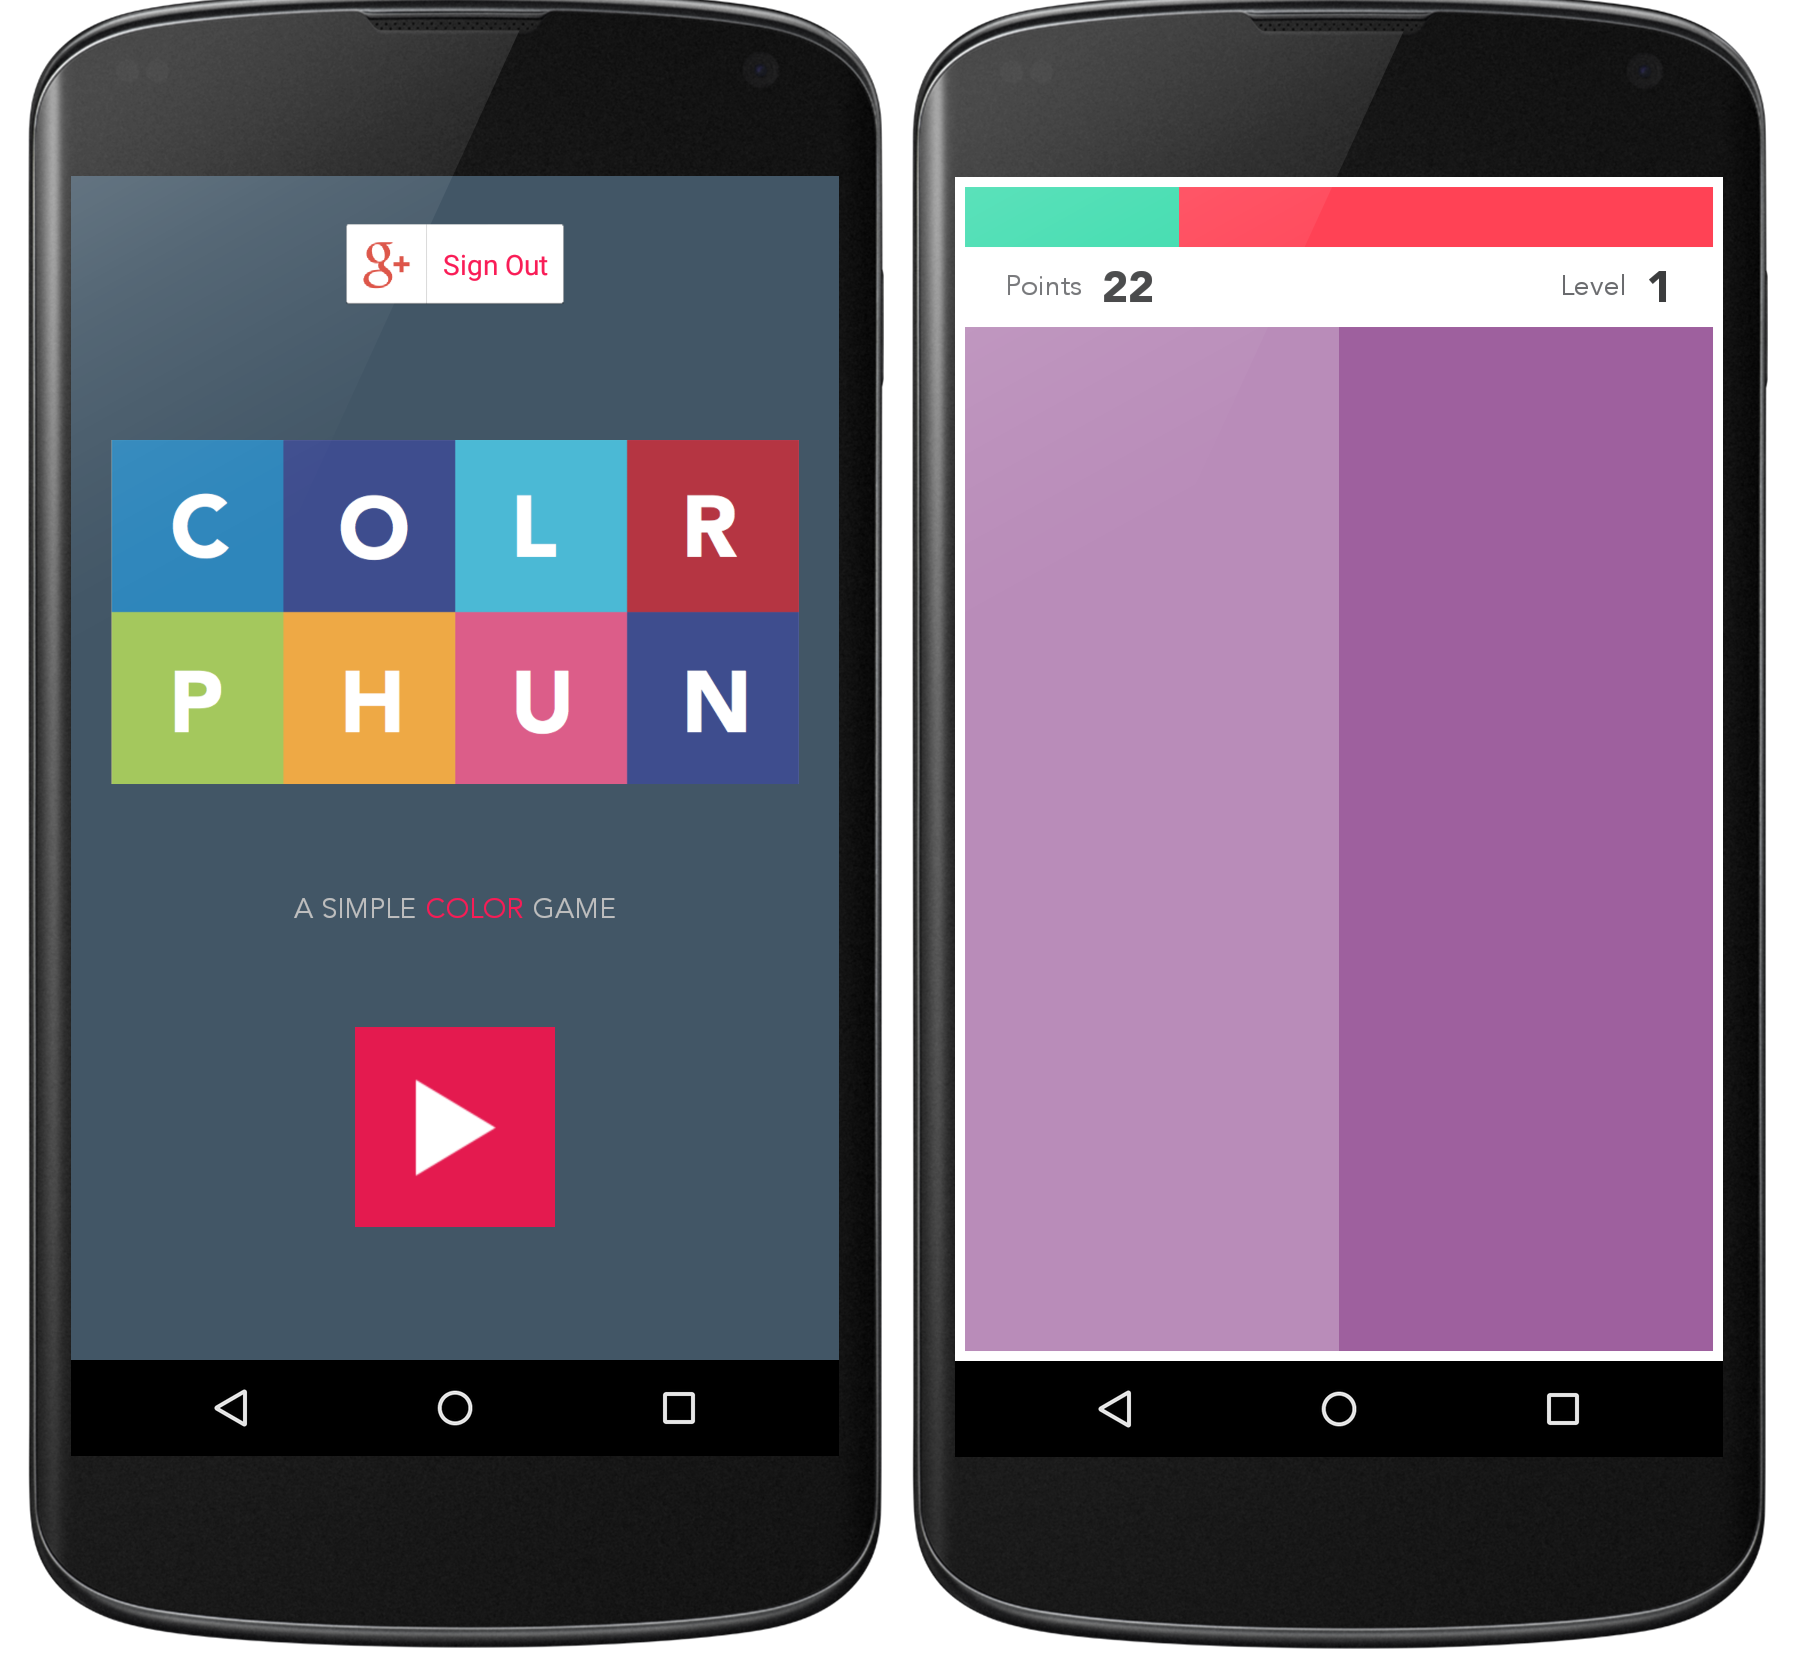 g+ Sign Out
C O L R
P H U N
A SIMPLE COLOR GAME
Points 22 Level 1